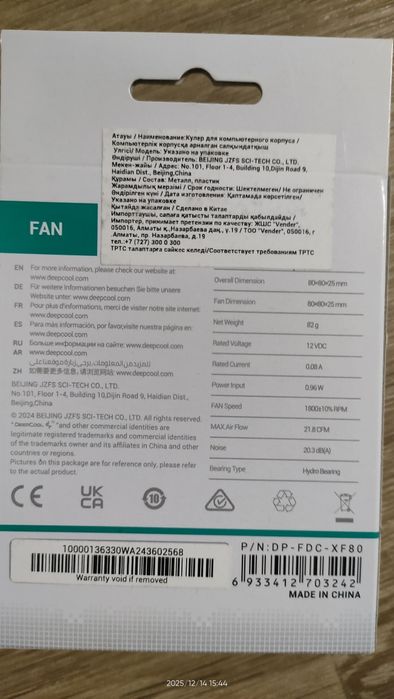 Атауы / Наименование:Кулер для компьютерного корпуса /
Компьютерлік корпусқа арналған салқындатқыш
Үлгісі/ Модель: Указано на упаковке
Өндіруші / Производитель: BEIJING JZFS SCI-TECH CO., LTD.
Мекен-жайы / Адрес: No.101, Floor 1-4, Building 10,Dijin Road 9,
Haidian Dist., Beijing,China
Құрамы / Состав: Металл, пластик
Жарамдылық мерзімі / Срок годности: Шектелмеген/ Не ограничен
Өндірілген күні / Дата изготовления: Қаптамада көрсетілген/
Указано на упаковке
Қытайда жасалған / Сделано в Китае
Импорттаушы, сапаға қатысты талаптарды қабылдайды /
Импортер, принимает претензии по качеству: ЖШС "Vender",
050016, Алматы қ., Назарбаева даң., у.19 / ТОО "Vender", 050016, г
Алматы, пр. Назарбаева, д.19
тел.:+7 (727) 300 0 300
ТРТС талаптарға сәйкес келеді/Соответствует требованиям ТРТС
FAN
EN For more information, please check our website at:
www.deepcool.com
DE Für weitere Informationen besuchen Sie bitte unsere
Website unter: www.deepcool.com
FR Pour plus d'informations, merci de visiter notre site internet:
www.deepcool.com
ES Para más información, por favor,visite nuestra página en:
www.deepcool.com
RU Больше информации на сайте: www.deepcool.com
AR للمزيد من المعلومات، يرجى زيارة موقعنا على www.deepcool.com
ZH 如需要更多信息, 请浏览网站: www.deepcool.com
BEIJING JZFS SCI-TECH CO., LTD.
No.101, Floor 1-4, Building 10,Dijin Road 9, Haidian Dist.,
Beijing,China
© 2024 BEIJING JZFS SCI-TECH CO., LTD. All rights reserved.
"DEEPCOOL" and other commercial identities are
legitimate registered trademarks and commercial identities
of the trademarks owner and its affiliates in China and other
countries or regions.
Pictures on this package are for reference only, please refer
to the actual product.
Overall Dimension 80×80×25 mm
Fan Dimension 80×80×25 mm
Net Weight 82 g
Rated Voltage 12 VDC
Rated Current 0.08 A
Power Input 0.96 W
FAN Speed 1800±10% RPM
MAX Air Flow 21.8 CFM
Noise 20.3 dB(A)
Bearing Type Hydro Bearing
CE
UK
CA
10
10000136330WA243602568
Warranty void if removed
P/N:DP-FDC-XF80
6 933412 703242
MADE IN CHINA
2025/12/14 15:44